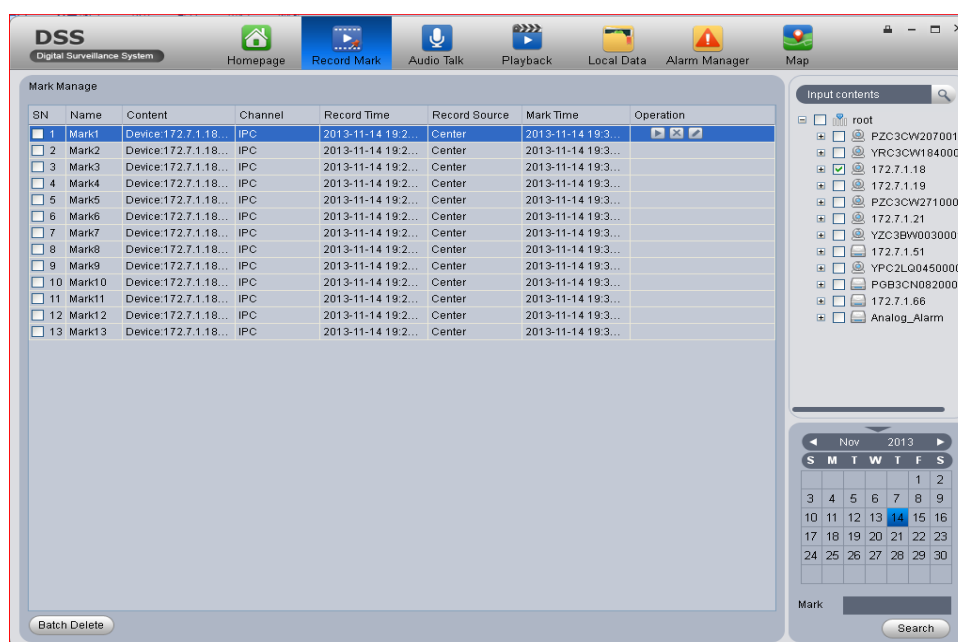 DSS
Digital Surveillance System
Homepage Record Mark Audio Talk Playback Local Data Alarm Manager Map
Mark Manage
SN Name Content Channel Record Time Record Source Mark Time Operation
1 Mark1 Device:172.7.1.18... IPC 2013-11-14 19:2... Center 2013-11-14 19:3...
2 Mark2 Device:172.7.1.18... IPC 2013-11-14 19:2... Center 2013-11-14 19:3...
3 Mark3 Device:172.7.1.18... IPC 2013-11-14 19:2... Center 2013-11-14 19:3...
4 Mark4 Device:172.7.1.18... IPC 2013-11-14 19:2... Center 2013-11-14 19:3...
5 Mark5 Device:172.7.1.18... IPC 2013-11-14 19:2... Center 2013-11-14 19:3...
6 Mark6 Device:172.7.1.18... IPC 2013-11-14 19:2... Center 2013-11-14 19:3...
7 Mark7 Device:172.7.1.18... IPC 2013-11-14 19:2... Center 2013-11-14 19:3...
8 Mark8 Device:172.7.1.18... IPC 2013-11-14 19:2... Center 2013-11-14 19:3...
9 Mark9 Device:172.7.1.18... IPC 2013-11-14 19:2... Center 2013-11-14 19:3...
10 Mark10 Device:172.7.1.18... IPC 2013-11-14 19:2... Center 2013-11-14 19:3...
11 Mark11 Device:172.7.1.18... IPC 2013-11-14 19:2... Center 2013-11-14 19:3...
12 Mark12 Device:172.7.1.18... IPC 2013-11-14 19:2... Center 2013-11-14 19:3...
13 Mark13 Device:172.7.1.18... IPC 2013-11-14 19:2... Center 2013-11-14 19:3...
Batch Delete
Input contents
root
PZC3CW207001
YRC3CW184000
172.7.1.18
172.7.1.19
PZC3CW271000
172.7.1.21
YZC3BW003000
172.7.1.51
YPC2LQ0450000
PGB3CN082000
172.7.1.66
Analog_Alarm
Nov 2013
S M T W T F S
1 2
3 4 5 6 7 8 9
10 11 12 13 14 15 16
17 18 19 20 21 22 23
24 25 26 27 28 29 30
Mark
Search